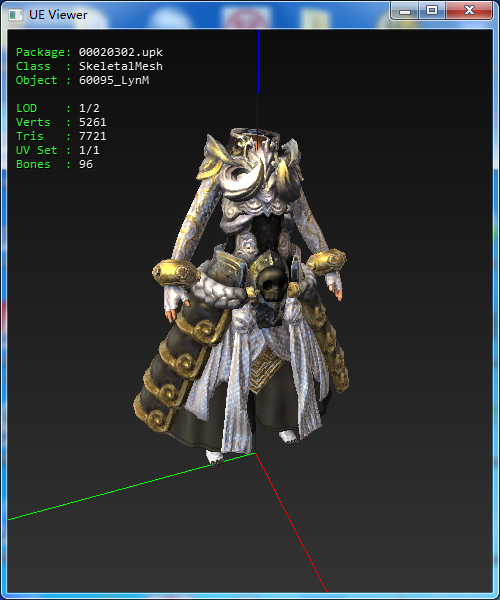 UE Viewer
Package: 00020302.upk
Class  : SkeletalMesh
Object : 60095_LynM
LOD    : 1/2
Verts  : 5261
Tris   : 7721
UV Set : 1/1
Bones  : 96